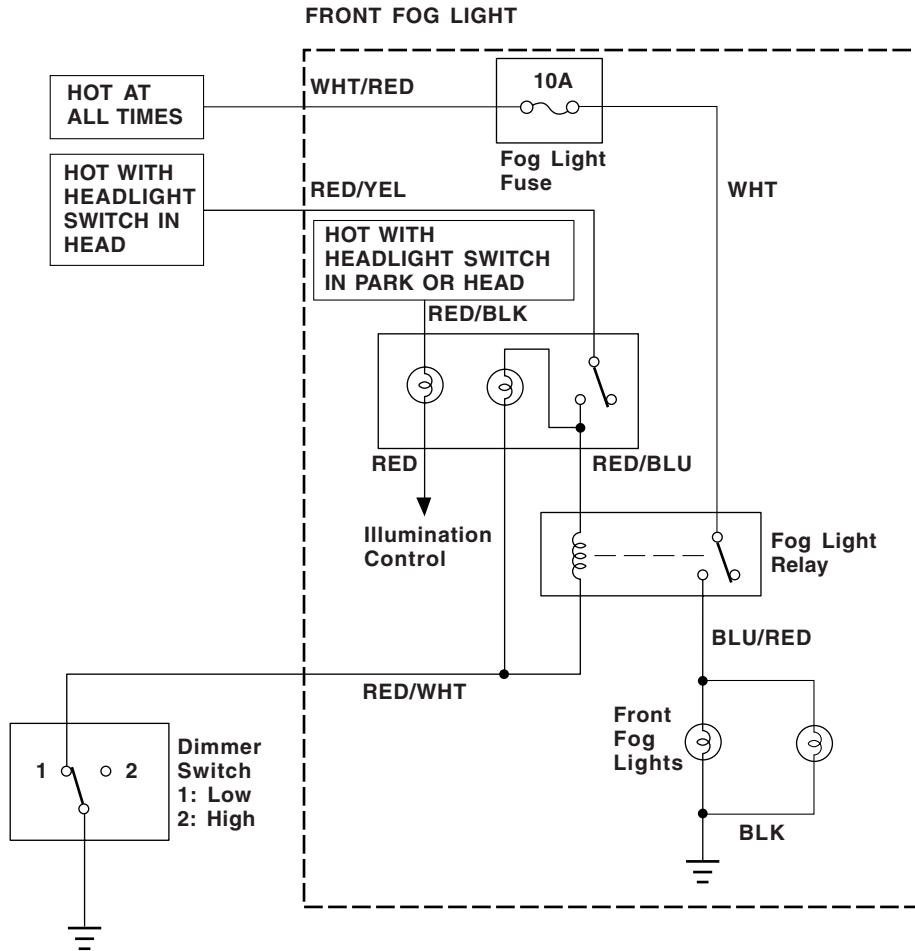 FRONT FOG LIGHT
HOT AT
ALL TIMES
WHT/RED
10A
Fog Light
Fuse
WHT
HOT WITH
HEADLIGHT
SWITCH IN
HEAD
RED/YEL
HOT WITH
HEADLIGHT SWITCH
IN PARK OR HEAD
RED/BLK
RED
RED/BLU
Illumination
Control
Fog Light
Relay
BLU/RED
RED/WHT
Front
Fog
Lights
BLK
1
2
Dimmer
Switch
1: Low
2: High